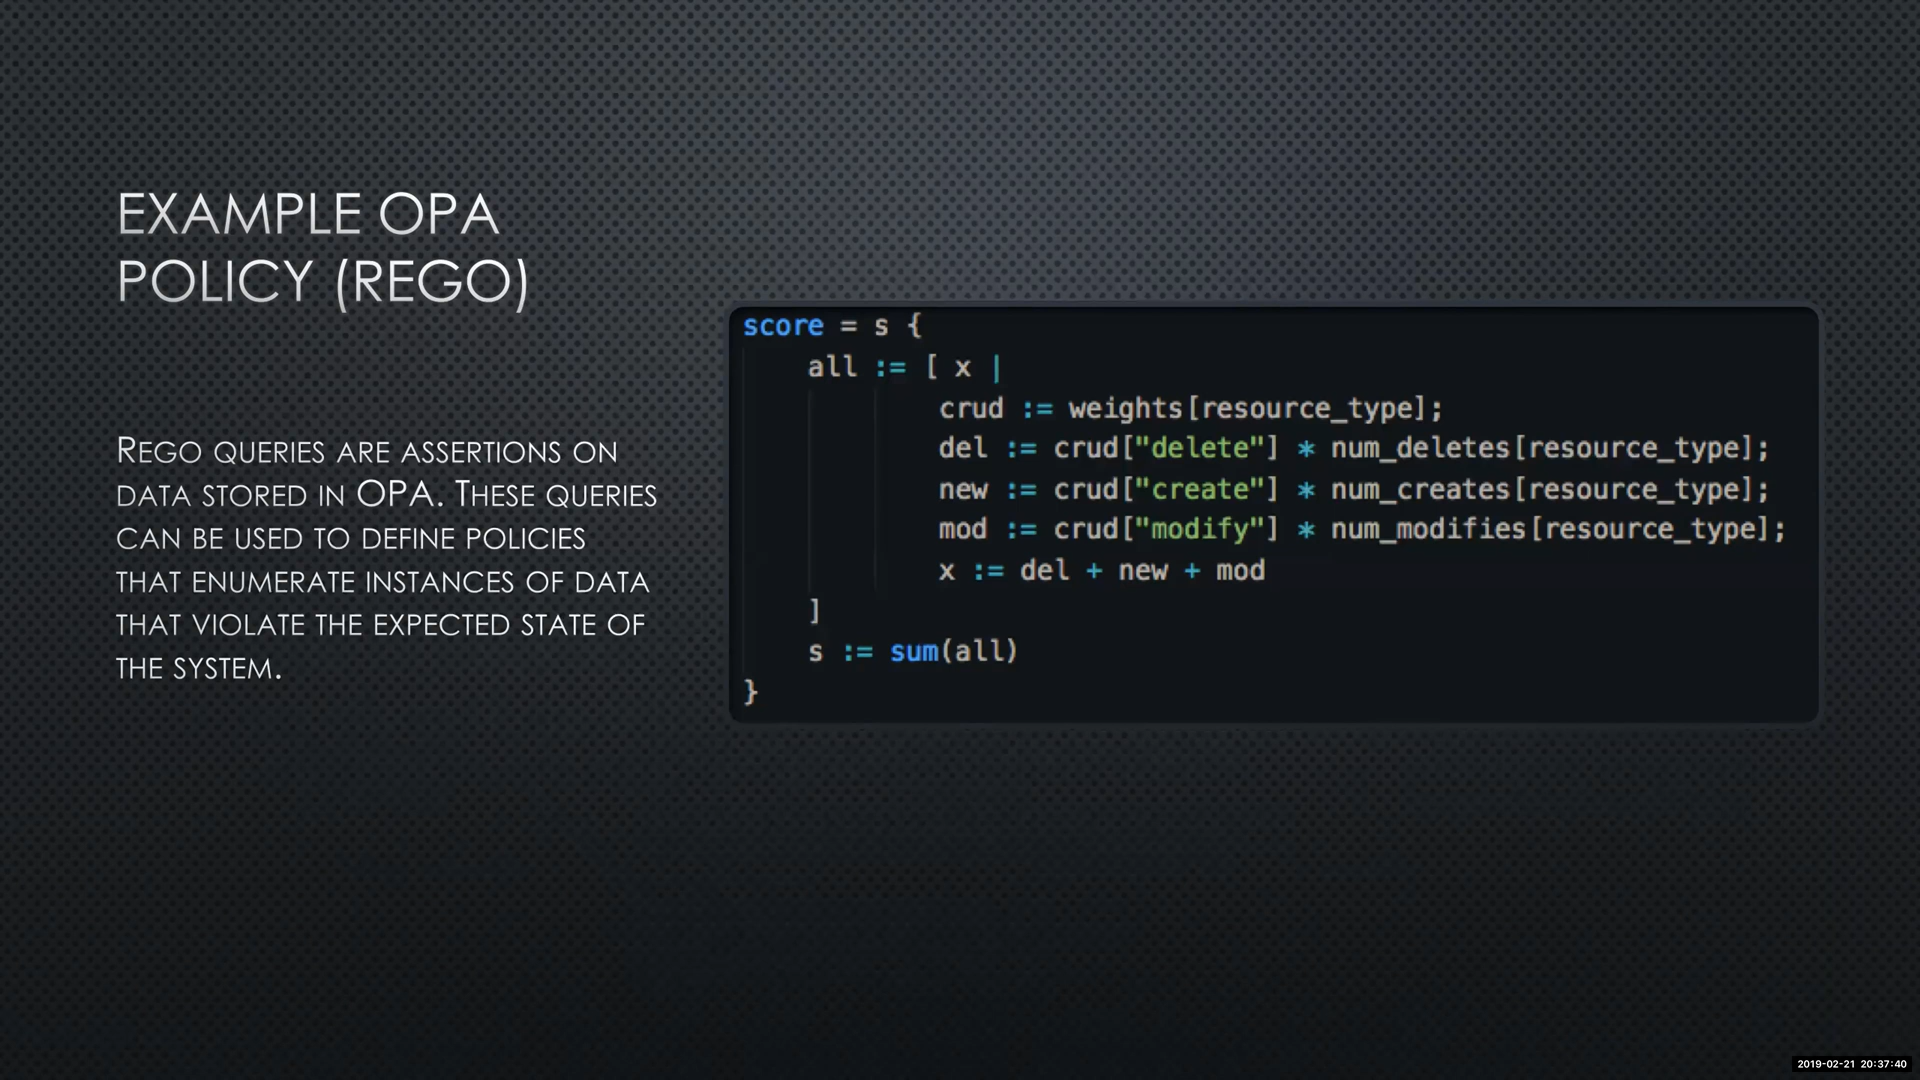 EXAMPLE OPA
POLICY (REGO)
REGO QUERIES ARE ASSERTIONS ON
DATA STORED IN OPA. THESE QUERIES
CAN BE USED TO DEFINE POLICIES
THAT ENUMERATE INSTANCES OF DATA
THAT VIOLATE THE EXPECTED STATE OF
THE SYSTEM.
score = s {
    all := [ x |
            crud := weights[resource_type];
            del := crud["delete"] * num_deletes[resource_type];
            new := crud["create"] * num_creates[resource_type];
            mod := crud["modify"] * num_modifies[resource_type];
            x := del + new + mod
    ]
    s := sum(all)
}
2019-02-21 20:37:40